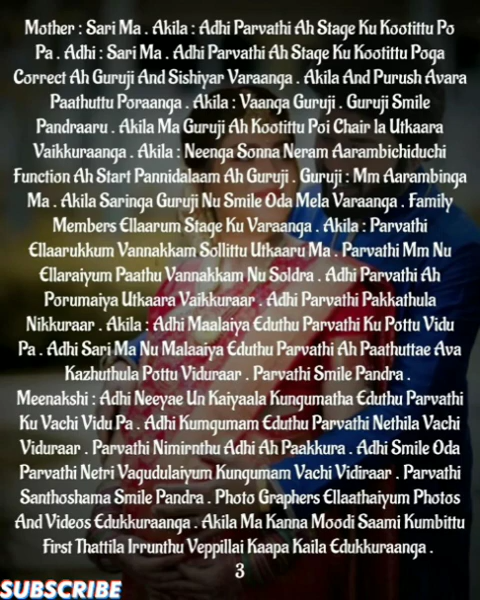 Mother : Sari Ma . Akila : Adhi Parvathi Ah Stage Ku Kootittu Po
Pa . Adhi : Sari Ma . Adhi Parvathi Ah Stage Ku Kootittu Poga
Correct Ah Guruji And Sishiyar Varaanga . Akila And Purush Avara
Paathuttu Poraanga . Akila : Vaanga Guruji . Guruji Smile
Pandraaru . Akila Ma Guruji Ah Kootittu Poi Chair la Utkaara
Vaikkuraanga . Akila : Neenga Sonna Neram Aarambichiduchi
Function Ah Start Pannidalaam Ah Guruji . Guruji : Mm Aarambinga
Ma . Akila Saringa Guruji Nu Smile Oda Mela Varaanga . Family
Members Ellaarum Stage Ku Varaanga . Akila : Parvathi
Ellaarukkum Vannakkam Sollittu Utkaaru Ma . Parvathi Mm Nu
Ellaraiyum Paathu Vannakkam Nu Soldra . Adhi Parvathi Ah
Porumaiya Utkaara Vaikkuraar . Adhi Parvathi Pakkathula
Nikkuraar . Akila : Adhi Maalaiya Eduthu Parvathi Ku Pottu Vidu
Pa . Adhi Sari Ma Nu Malaaiya Eduthu Parvathi Ah Paathuttae Ava
Kazhuthula Pottu Viduraar . Parvathi Smile Pandra .
Meenakshi : Adhi Neeyae Un Kaiyaala Kungumatha Eduthu Parvathi
Ku Vachi Vidu Pa . Adhi Kumgumam Eduthu Parvathi Nethila Vachi
Viduraar . Parvathi Nimirnthu Adhi Ah Paakkura . Adhi Smile Oda
Parvathi Netri Vagudulaiyum Kungumam Vachi Vidiraar . Parvathi
Santhoshama Smile Pandra . Photo Graphers Ellaathaiyum Photos
And Videos Edukkuraanga . Akila Ma Kanna Moodi Saami Kumbittu
First Thattila Irrunthu Veppillai Kaapa Kaila Edukkuraanga .
3
SUBSCRIBE